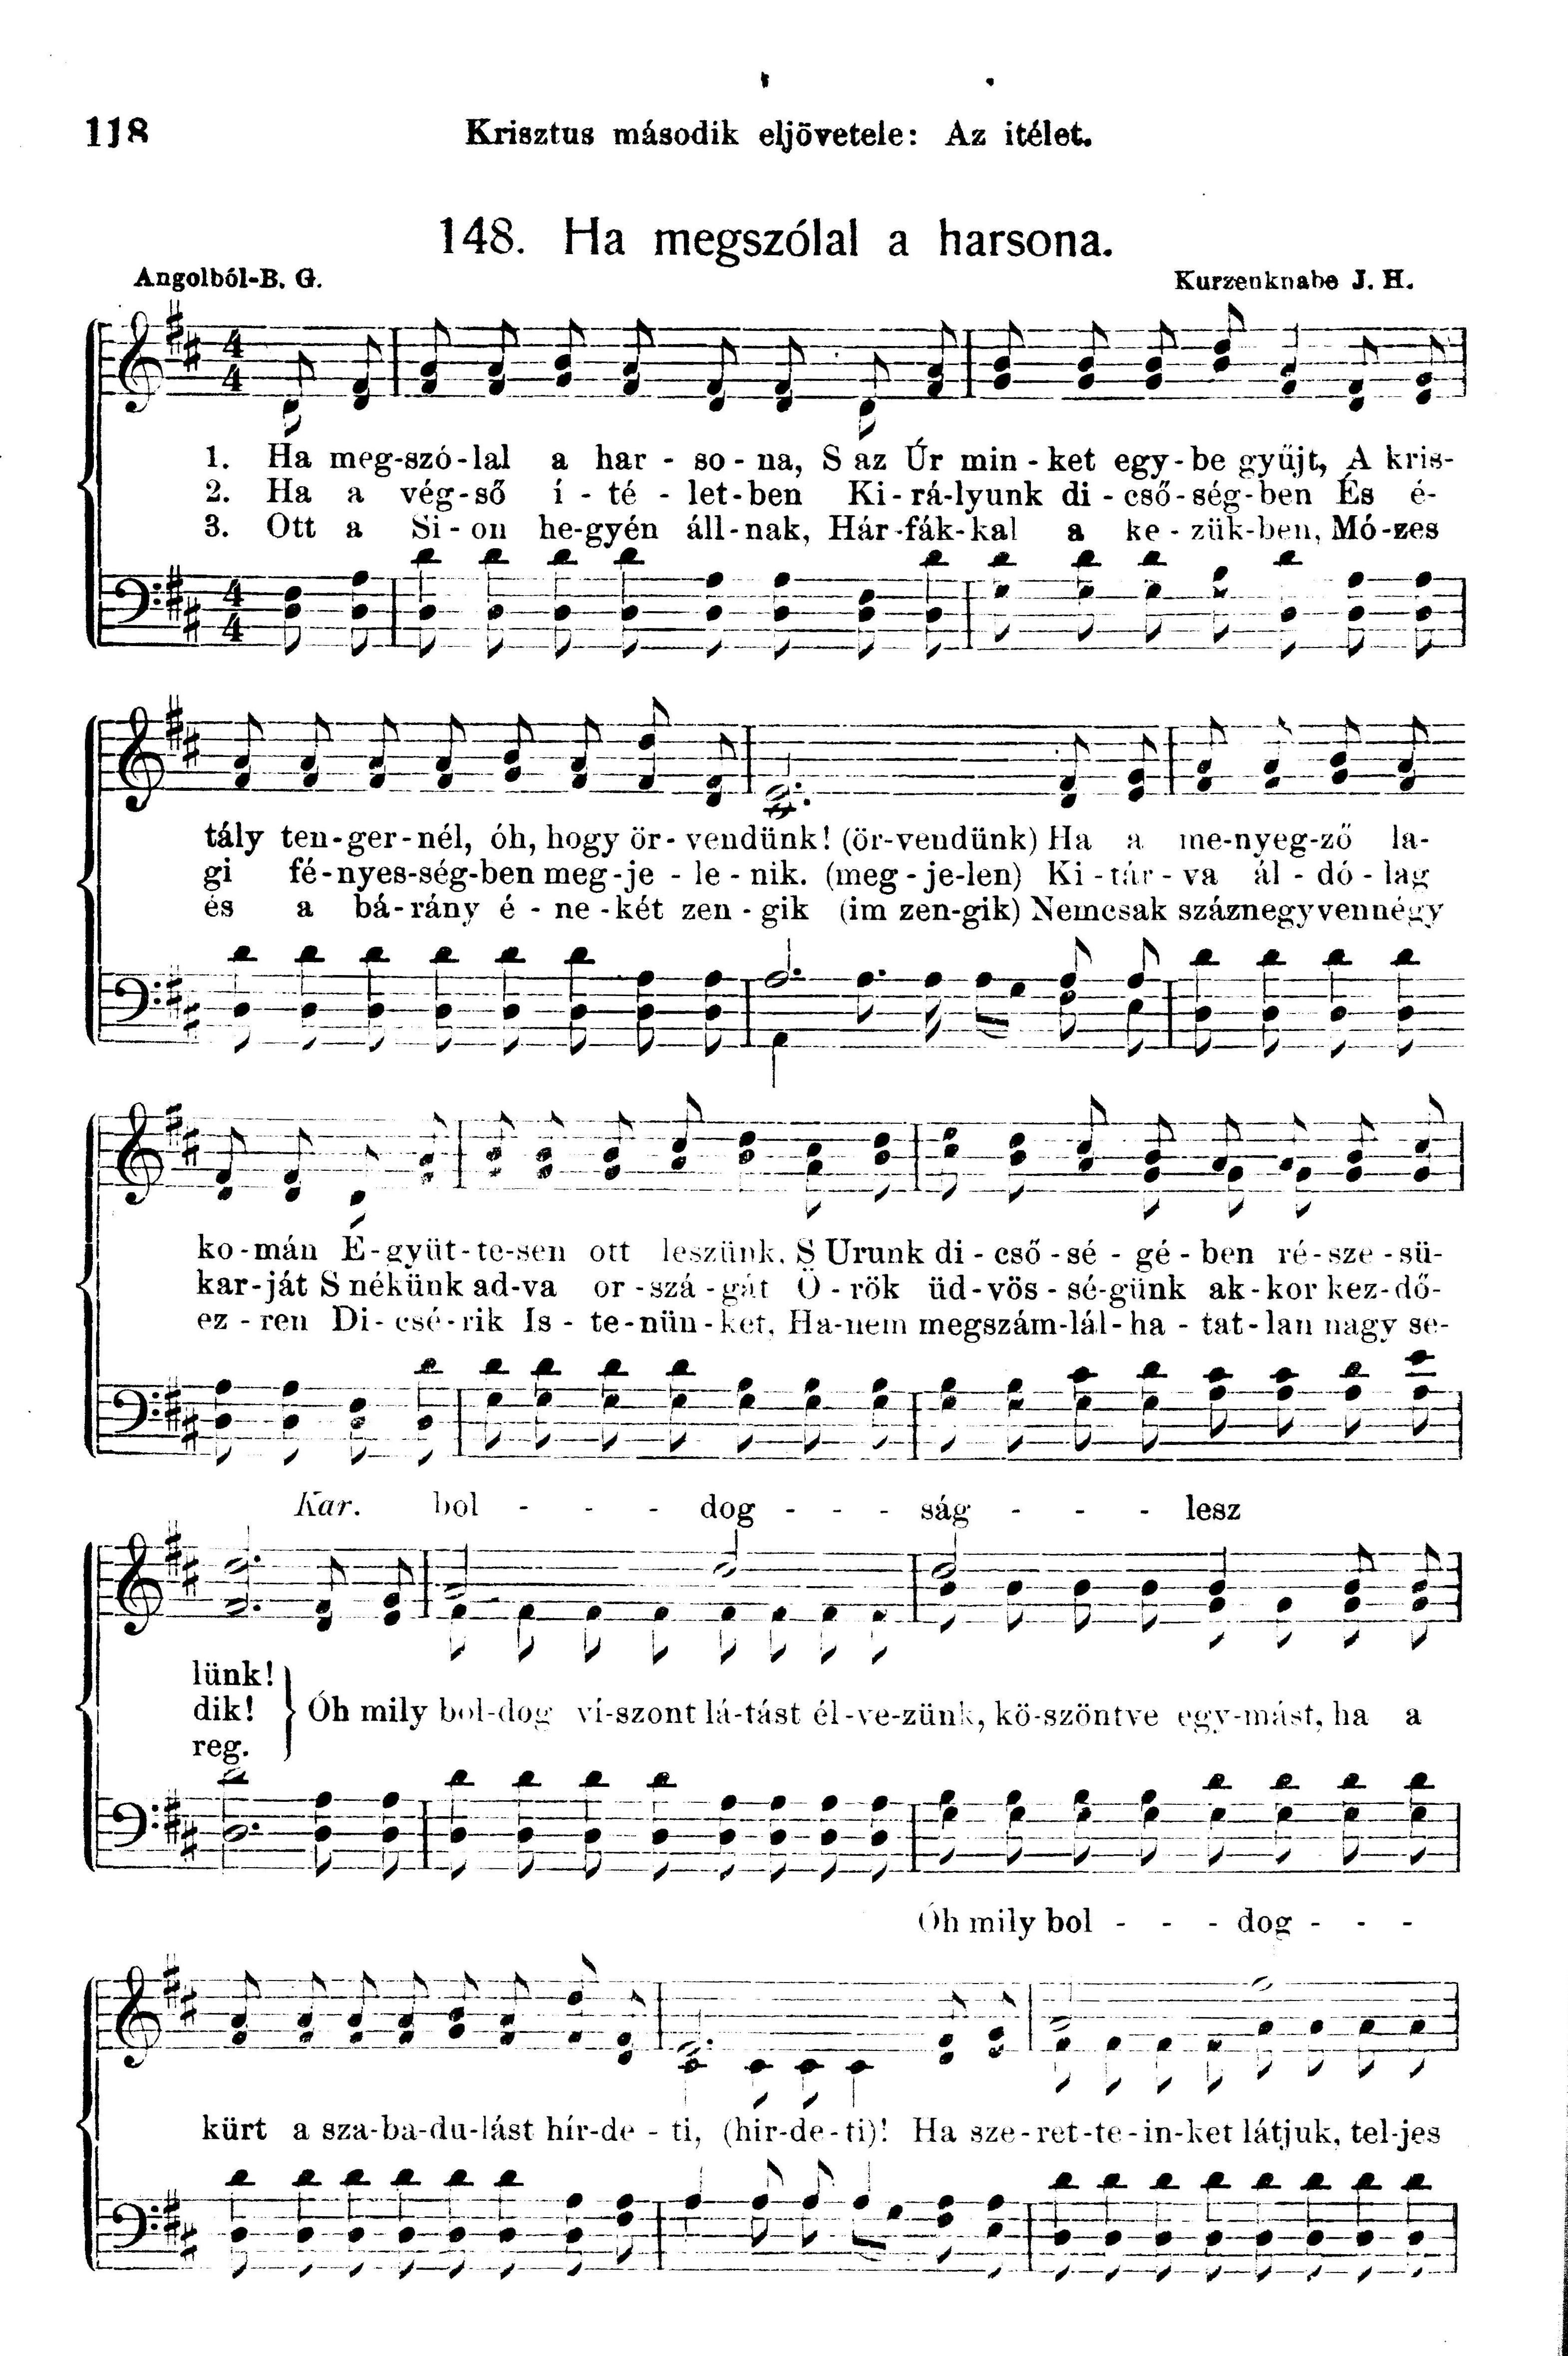 118
Krisztus második eljövetele: Az itélet.
148. Ha megszólal a harsona.
Angolból-B. G.
Kurzenknabe J. H.
4
4
1. Ha meg-szó-lal a har - so - na, S az Úr min - ket egy - be gyűjt, A kris-
2. Ha a vég-ső í - té - let-ben Ki - rá-lyunk di - cső - ség - ben És é-
3. Ott a Si - on he-gyén áll - nak, Hár - fák - kal a ke - zük-ben, Mó-zes
4
4
tály ten-ger-nél, óh, hogy ör - vendünk! (ör-vendünk) Ha a me-nyeg-ző la-
gi fé-nyes-ség-ben meg-je - le - nik. (meg - je-len) Ki - tár - va ál - dó - lag
és a bá-rány é - ne - két zen - gik (im zen-gik) Nemcsak száznegyvennégy
ko-mán E-gyüt-te-sen ott leszünk. S Urunk di - cső - sé - gé - ben ré - sze - sü-
kar-ját S nékünk ad-va or - szá - gát Ö - rök üd-vös - sé-günk ak - kor kez-dő-
ez - ren Di - csé - rik Is - te-nün - ket, Ha-nem megszám-lál - ha - tat - lan nagy se-
Kar. bol - - - dog - - - ság - - - lesz
lünk!
dik! Óh mily bol-dog ví-szont lá-tást él-ve-zünk, kö-szöntve egy-mást, ha a
reg.
Óh mily bol - - - dog - - -
kürt a sza-ba-du-lást hír-de - ti, (hir-de-ti)! Ha sze-ret-te-in-ket látjuk, tel-jes